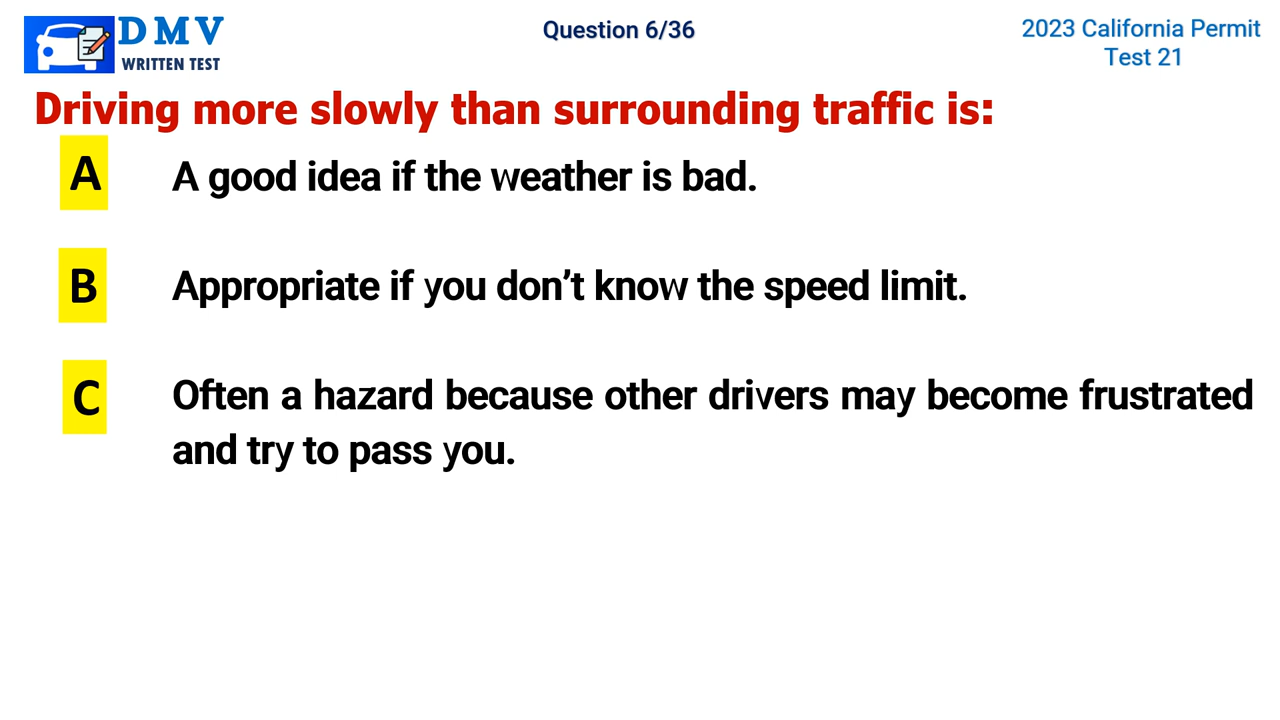 DMV
WRITTEN TEST
Question 6/36
2023 California Permit
Test 21
Driving more slowly than surrounding traffic is:
A A good idea if the weather is bad.
B Appropriate if you don’t know the speed limit.
C Often a hazard because other drivers may become frustrated
and try to pass you.